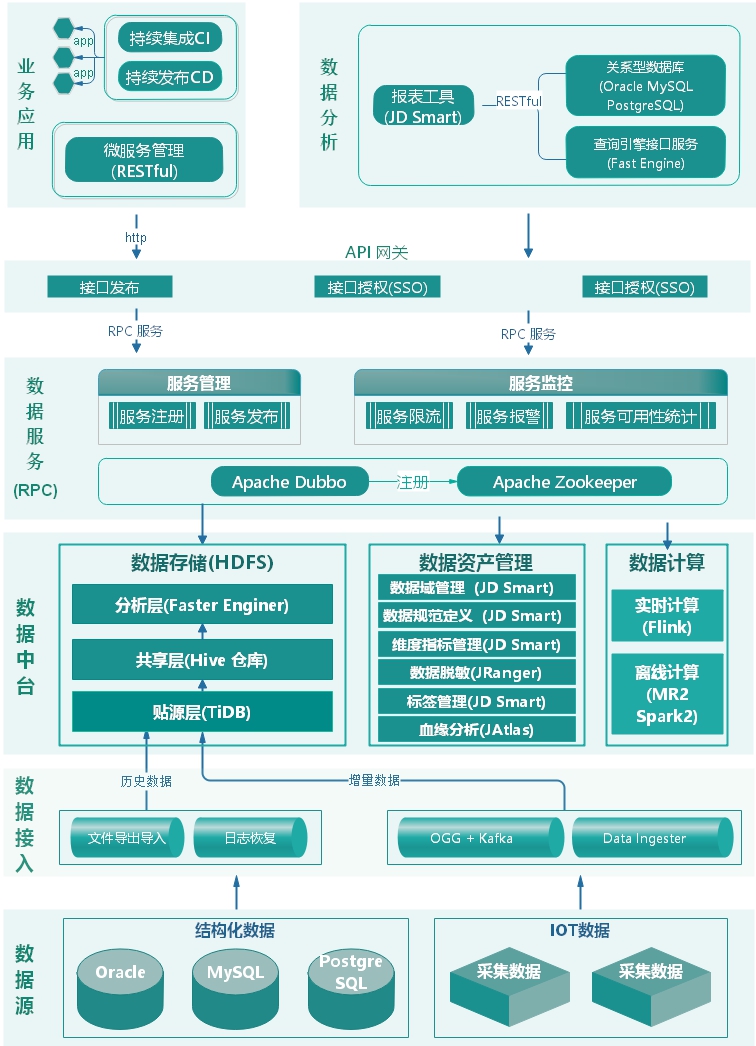 业务应用
app
app
持续集成CI
持续发布CD
微服务管理
(RESTful)
数据分析
报表工具
(JD Smart)
RESTful
关系型数据库
(Oracle MySQL
PostgreSQL)
查询引擎接口服务
(Fast Engine)
http
API 网关
接口发布
接口授权(SSO)
接口授权(SSO)
RPC 服务
RPC 服务
数据服务
(RPC)
服务管理
服务注册
服务发布
服务监控
服务限流
服务报警
服务可用性统计
Apache Dubbo
注册
Apache Zookeeper
数据中台
数据存储(HDFS)
分析层(Faster Enginer)
共享层(Hive 仓库)
贴源层(TiDB)
数据资产管理
数据域管理 (JD Smart)
数据规范定义 (JD Smart)
维度指标管理(JD Smart)
数据脱敏(JRanger)
标签管理(JD Smart)
血缘分析(JAtlas)
数据计算
实时计算
(Flink)
离线计算
(MR2
Spark2)
数据接入
历史数据
增量数据
文件导出导入
日志恢复
OGG + Kafka
Data Ingester
数据源
结构化数据
Oracle
MySQL
Postgre
SQL
IOT数据
采集数据
采集数据